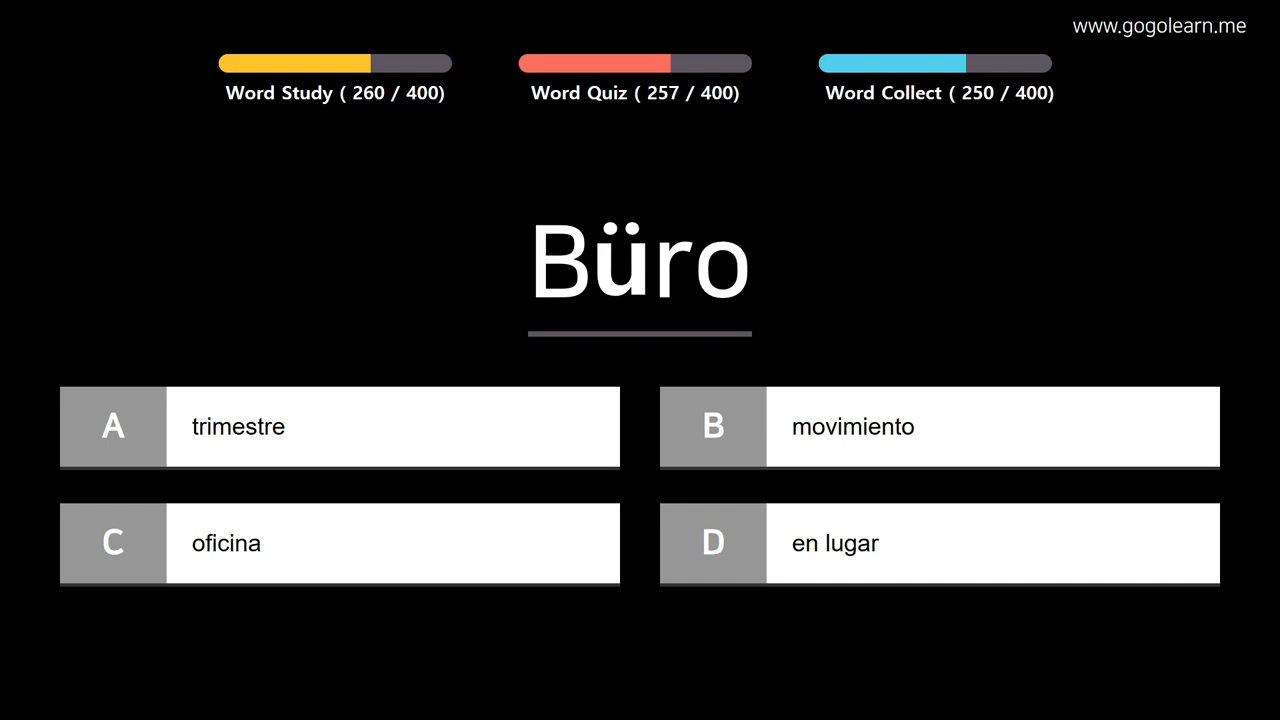 www.gogolearn.me
Word Study ( 260 / 400)
Word Quiz ( 257 / 400)
Word Collect ( 250 / 400)
Büro
A trimestre
B movimiento
C oficina
D en lugar